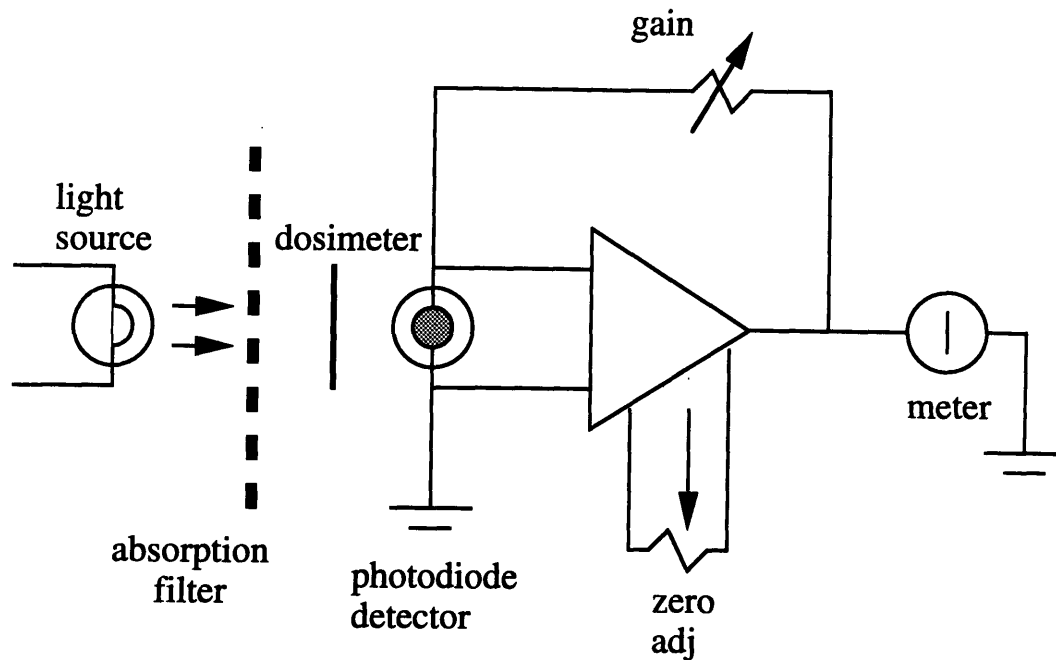 gain
light
source
dosimeter
meter
absorption
filter
photodiode
detector
zero
adj